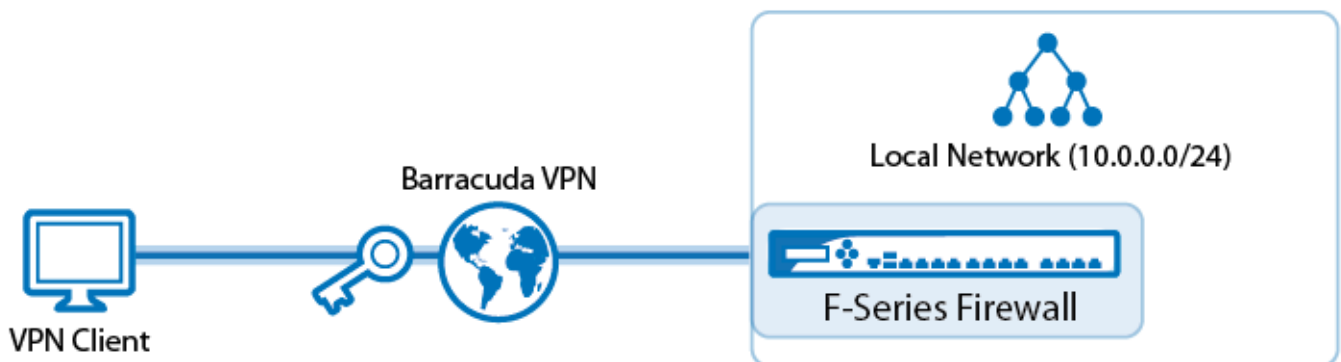 Local Network (10.0.0.0/24)
Barracuda VPN
F-Series Firewall
VPN Client